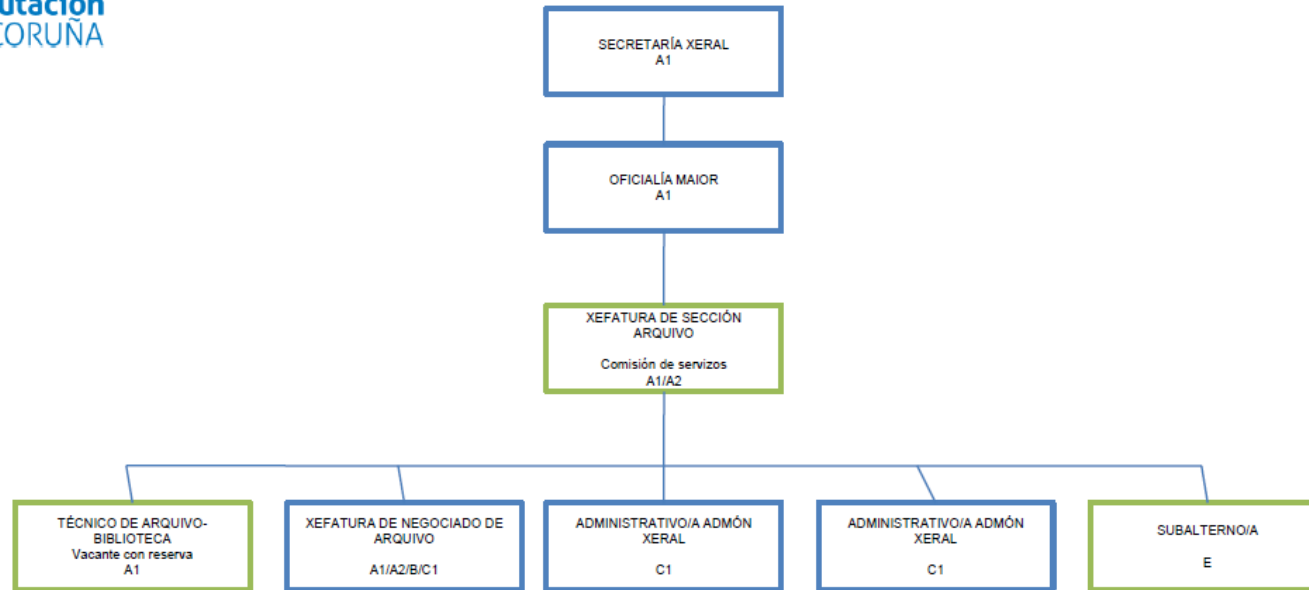 CORUÑA
SECRETARÍA XERAL
A1
OFICIALÍA MAIOR
A1
XEFATURA DE SECCIÓN
ARQUIVO
Comisión de servizos
A1/A2
TÉCNICO DE ARQUIVO-
BIBLIOTECA
Vacante con reserva
A1
XEFATURA DE NEGOCIADO DE
ARQUIVO
A1/A2/B/C1
ADMINISTRATIVO/A ADMÓN
XERAL
C1
ADMINISTRATIVO/A ADMÓN
XERAL
C1
SUBALTERNO/A
E